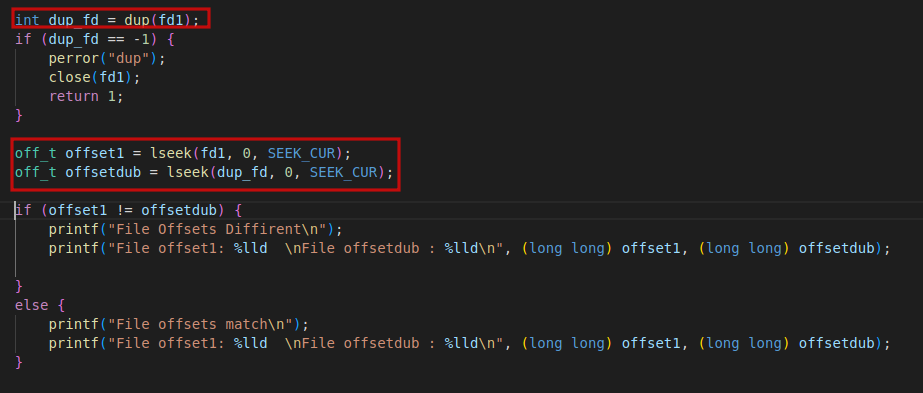 int dup_fd = dup(fd1);
if (dup_fd == -1) {
perror("dup");
close(fd1);
return 1;
}
off_t offset1 = lseek(fd1, 0, SEEK_CUR);
off_t offsetdub = lseek(dup_fd, 0, SEEK_CUR);
if (offset1 != offsetdub) {
printf("File Offsets Diffirent\n");
printf("File offset1: %lld  \nFile offsetdub : %lld\n", (long long) offset1, (long long) offsetdub);
}
else {
printf("File offsets match\n");
printf("File offset1: %lld  \nFile offsetdub : %lld\n", (long long) offset1, (long long) offsetdub);
}